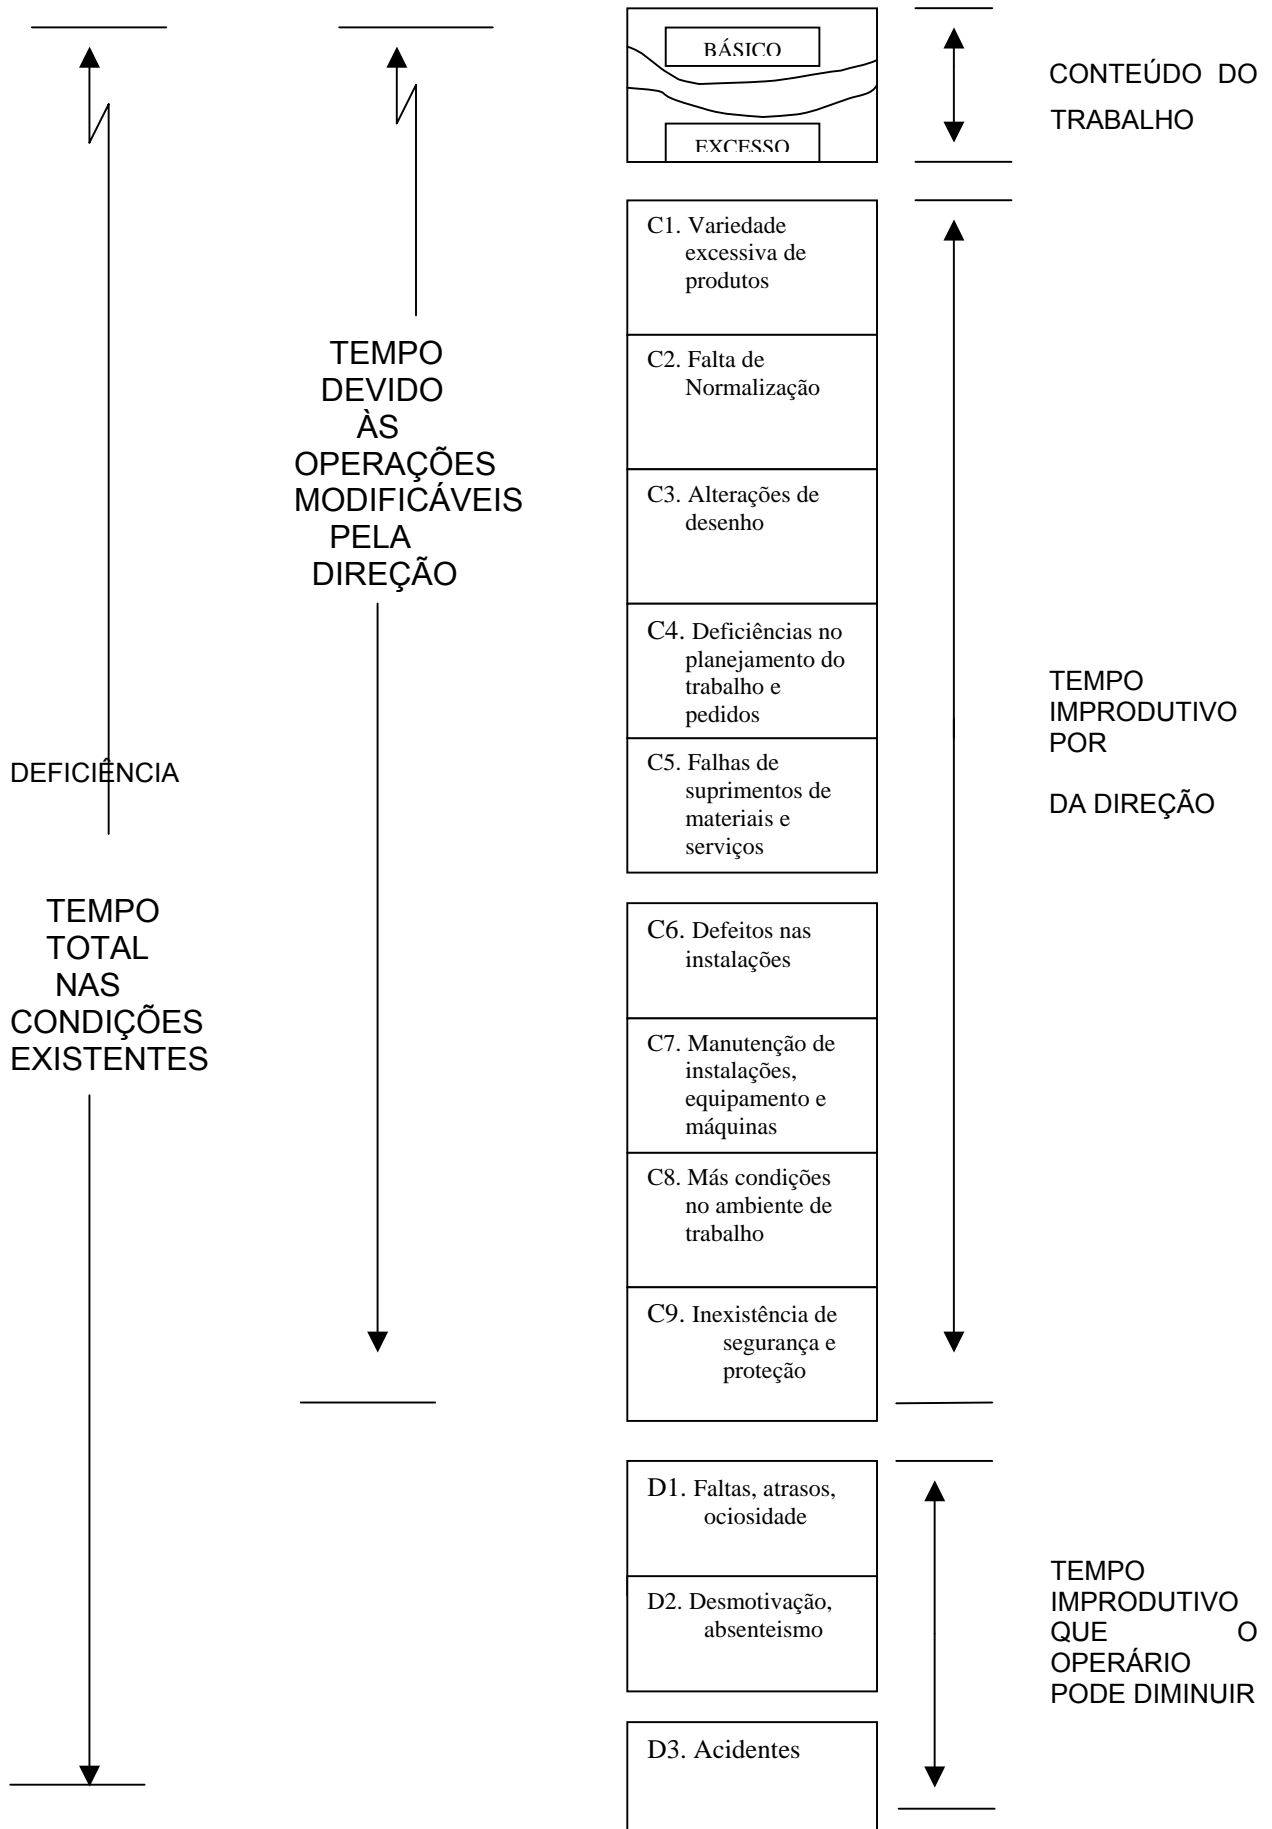 BÁSICO
EXCESSO
CONTEÚDO DO
TRABALHO
C1. Variedade
excessiva de
produtos
C2. Falta de
Normalização
C3. Alterações de
desenho
C4. Deficiências no
planejamento do
trabalho e
pedidos
C5. Falhas de
suprimentos de
materiais e
serviços
C6. Defeitos nas
instalações
C7. Manutenção de
instalações,
equipamento e
máquinas
C8. Más condições
no ambiente de
trabalho
C9. Inexistência de
segurança e
proteção
D1. Faltas, atrasos,
ociosidade
D2. Desmotivação,
absenteismo
D3. Acidentes
TEMPO
DEVIDO
ÀS
OPERAÇÕES
MODIFICÁVEIS
PELA
DIREÇÃO
DEFICIÊNCIA
TEMPO
TOTAL
NAS
CONDIÇÕES
EXISTENTES
TEMPO
IMPRODUTIVO
POR
DA DIREÇÃO
TEMPO
IMPRODUTIVO
QUE O
OPERÁRIO
PODE DIMINUIR